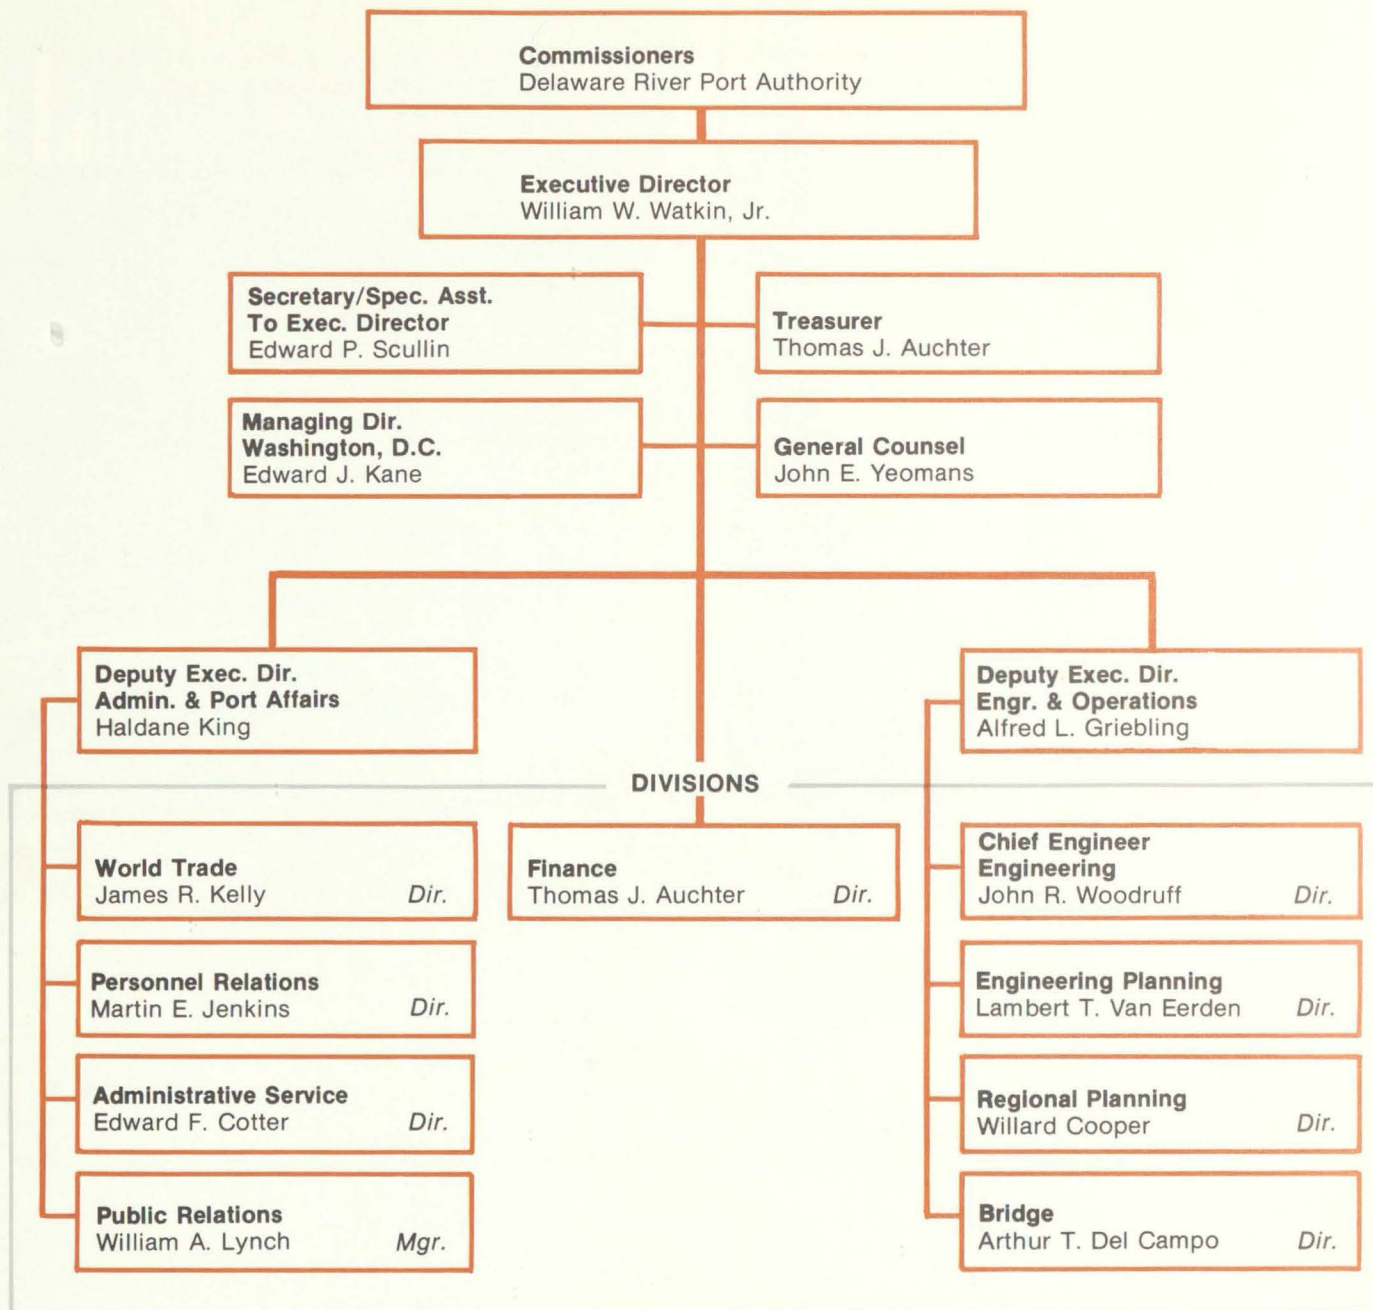 Commissioners
Delaware River Port Authority
Executive Director
William W. Watkin, Jr.
Secretary/Spec. Asst.
To Exec. Director
Edward P. Scullin
Treasurer
Thomas J. Auchter
Managing Dir.
Washington, D.C.
Edward J. Kane
General Counsel
John E. Yeomans
Deputy Exec. Dir.
Admin. & Port Affairs
Haldane King
Deputy Exec. Dir.
Engr. & Operations
Alfred L. Griebling
DIVISIONS
World Trade
James R. Kelly Dir.
Finance
Thomas J. Auchter Dir.
Chief Engineer
Engineering
John R. Woodruff Dir.
Personnel Relations
Martin E. Jenkins Dir.
Engineering Planning
Lambert T. Van Eerden Dir.
Administrative Service
Edward F. Cotter Dir.
Regional Planning
Willard Cooper Dir.
Public Relations
William A. Lynch Mgr.
Bridge
Arthur T. Del Campo Dir.